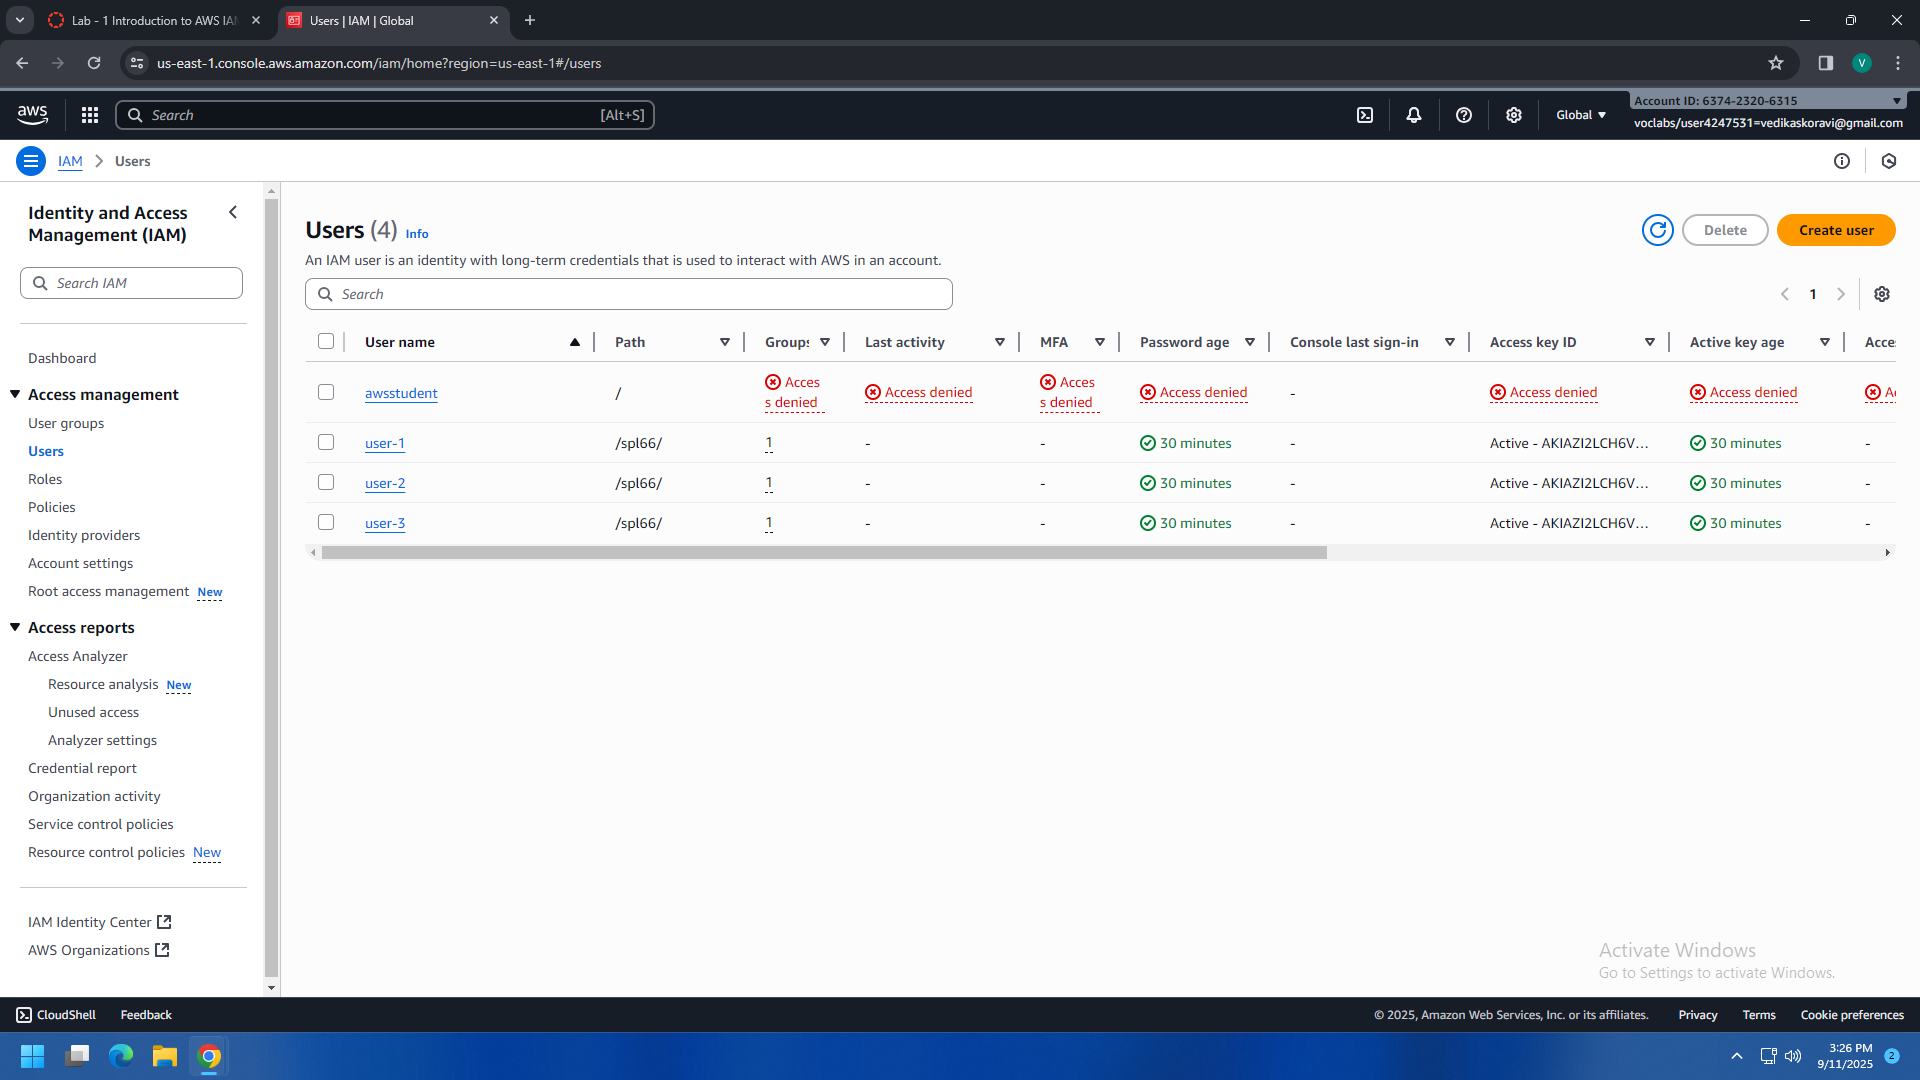 Lab - 1 Introduction to AWS IAM
Users | IAM | Global
us-east-1.console.aws.amazon.com/iam/home?region=us-east-1#/users
V
aws
Search
[Alt+S]
Global
Account ID: 6374-2320-6315
voclabs/user4247531=vedikaskoravi@gmail.com
IAM > Users
Identity and Access
Management (IAM)
Search IAM
Dashboard
Access management
User groups
Users
Roles
Policies
Identity providers
Account settings
Root access management New
Access reports
Access Analyzer
Resource analysis New
Unused access
Analyzer settings
Credential report
Organization activity
Service control policies
Resource control policies New
IAM Identity Center
AWS Organizations
Users (4) Info
Delete
Create user
An IAM user is an identity with long-term credentials that is used to interact with AWS in an account.
Search
1
User name Path Groups Last activity MFA Password age Console last sign-in Access key ID Active key age Acce
awsstudent / Acces
s denied Access denied Acces
s denied Access denied - Access denied Access denied A
user-1 /spl66/ 1 - - 30 minutes - Active - AKIAZI2LCH6V... 30 minutes -
user-2 /spl66/ 1 - - 30 minutes - Active - AKIAZI2LCH6V... 30 minutes -
user-3 /spl66/ 1 - - 30 minutes - Active - AKIAZI2LCH6V... 30 minutes -
Activate Windows
Go to Settings to activate Windows.
CloudShell Feedback
© 2025, Amazon Web Services, Inc. or its affiliates. Privacy Terms Cookie preferences
3:26 PM
9/11/2025
2